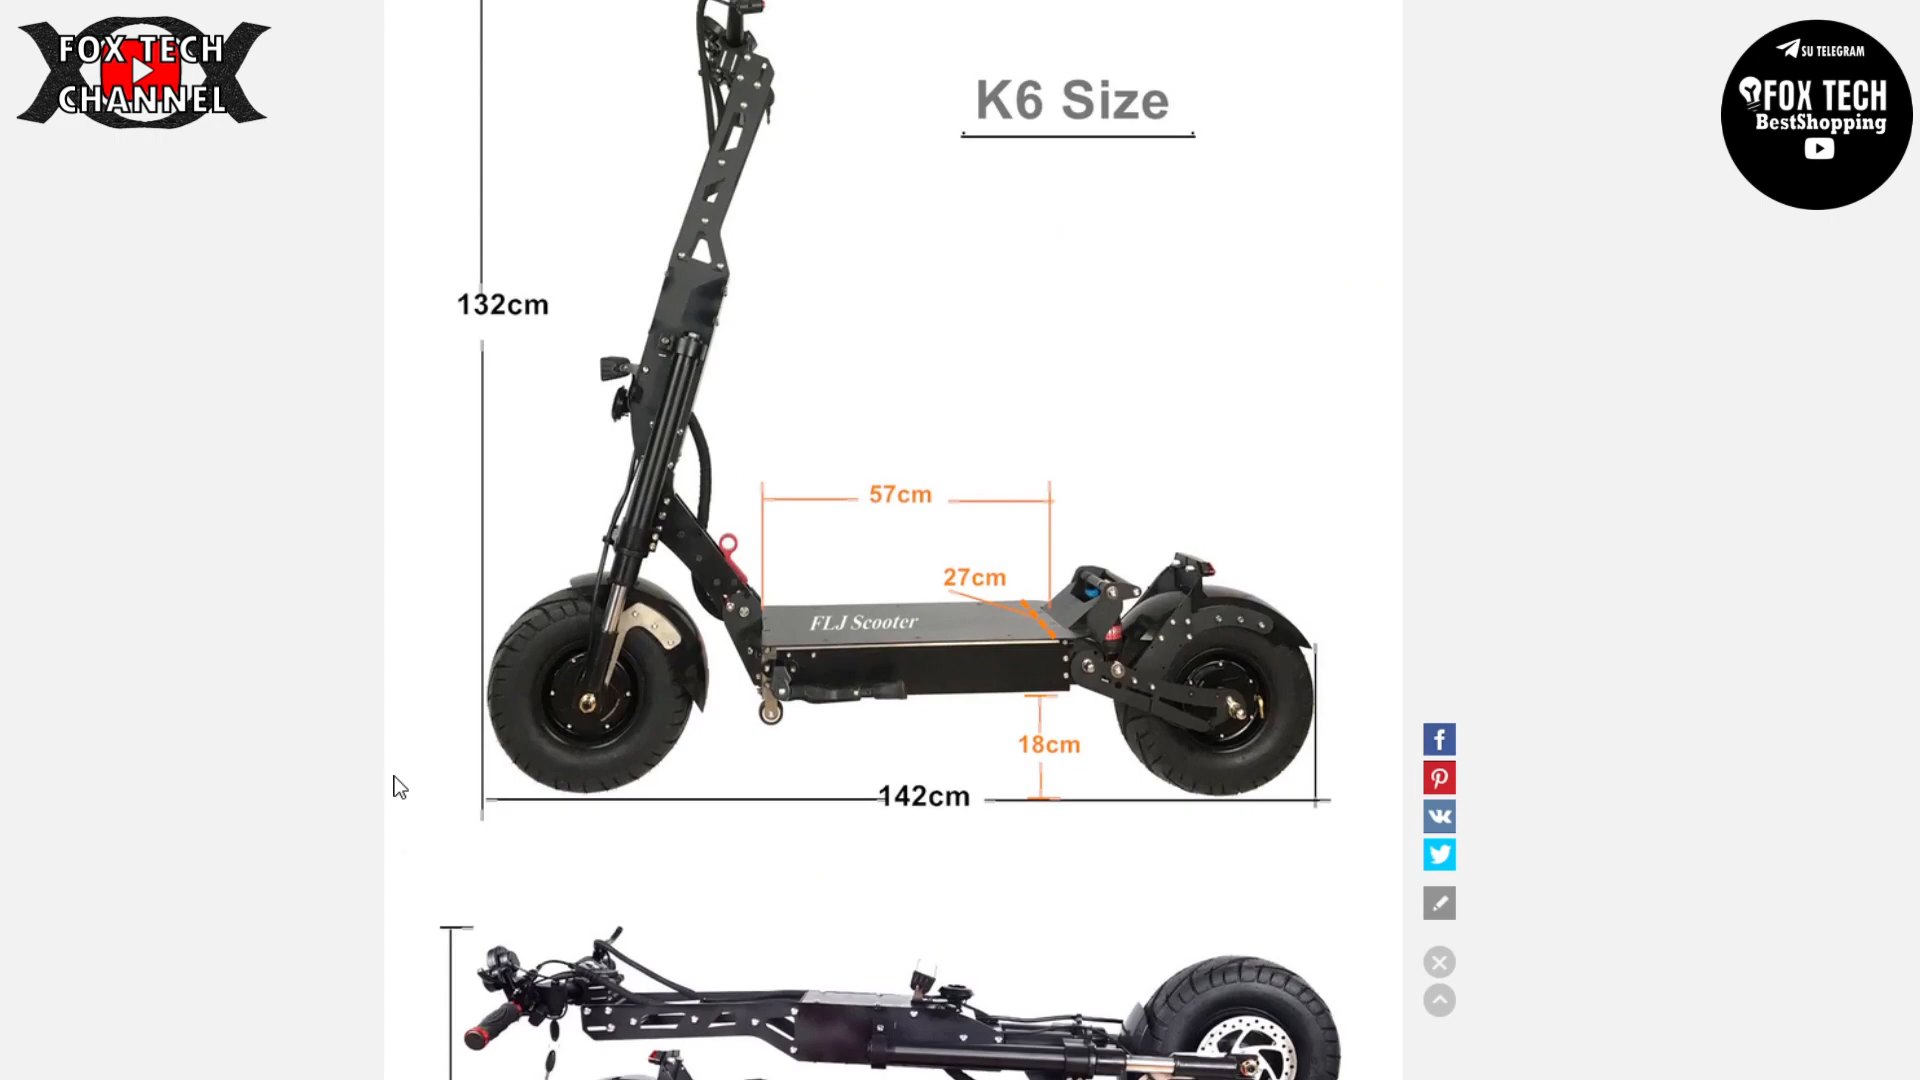 FOX TECH
CHANNEL
SU TELEGRAM
FOX TECH
BestShopping
K6 Size
132cm
57cm
27cm
FLJ Scooter
18cm
142cm